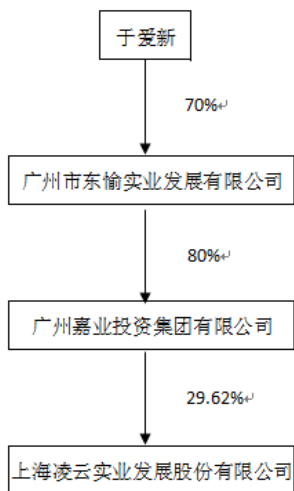 于爱新
70%↵
广州市东愉实业发展有限公司
80%↵
广州嘉业投资集团有限公司
29.62%↵
上海凌云实业发展股份有限公司